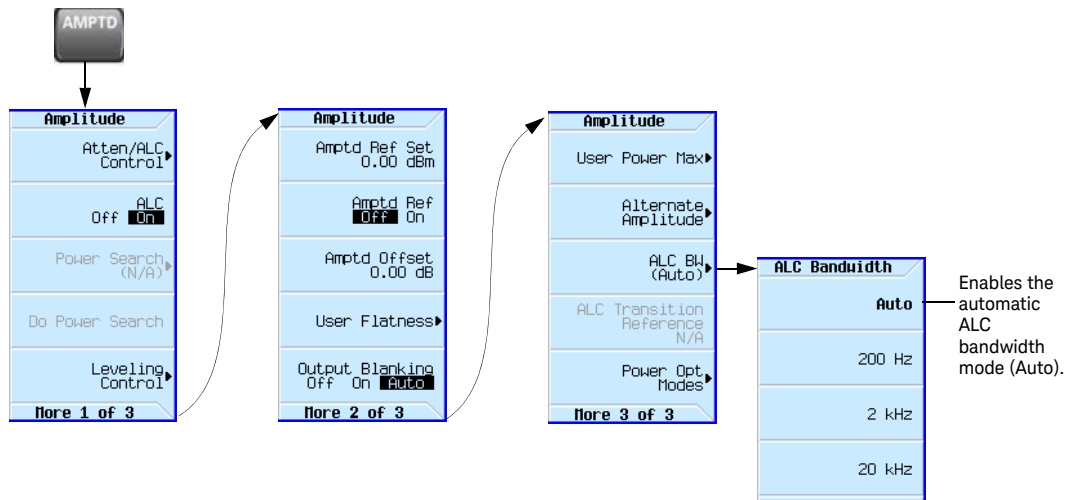 AMPTD
Amplitude
Atten/ALC
Control
ALC
Off On
Power Search
(N/A)
Do Power Search
Leveling
Control
More 1 of 3
Amplitude
Amptd Ref Set
0.00 dBm
Amptd Ref
Off On
Amptd Offset
0.00 dB
User Flatness
Output Blanking
Off On Auto
More 2 of 3
Amplitude
User Power Max
Alternate
Amplitude
ALC BW
(Auto)
ALC Transition
Reference
N/A
Power Opt
Modes
More 3 of 3
ALC Bandwidth
Auto
200 Hz
2 kHz
20 kHz
Enables the
automatic
ALC
bandwidth
mode (Auto).